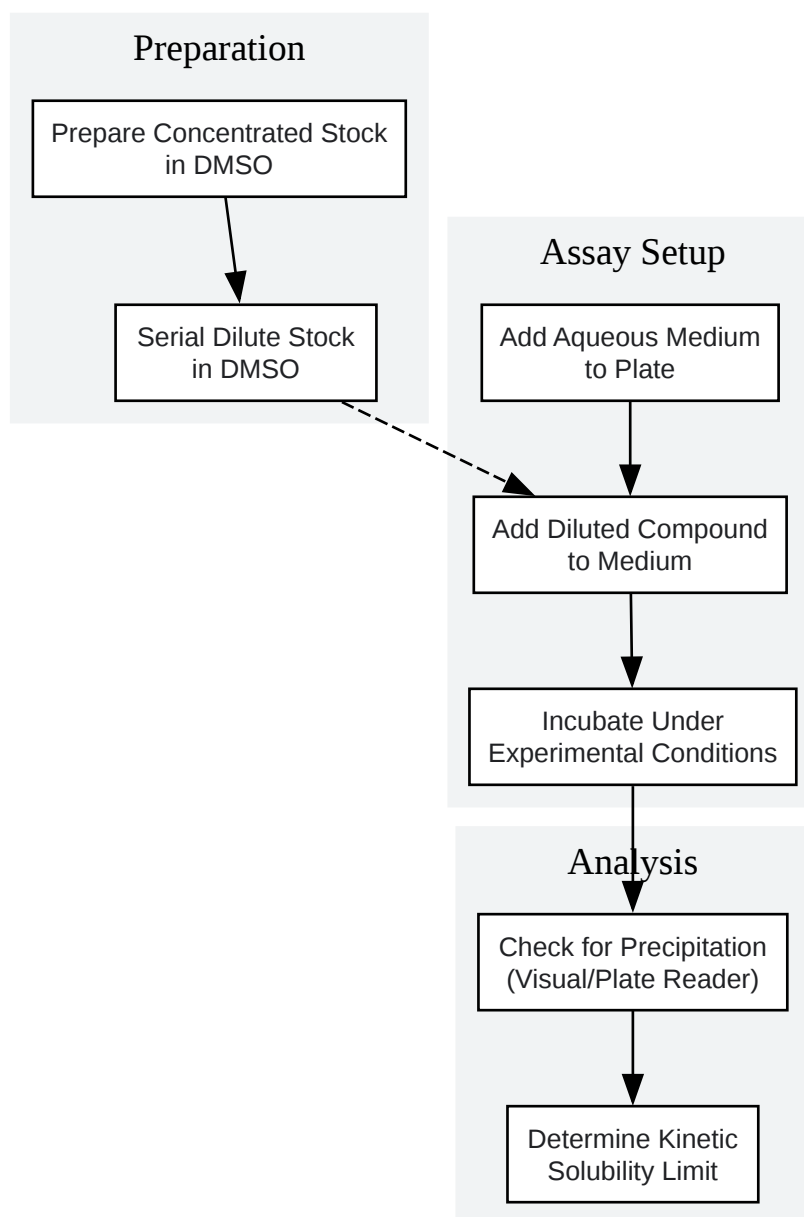 Preparation
Prepare Concentrated Stock
in DMSO
Serial Dilute Stock
in DMSO
Assay Setup
Add Aqueous Medium
to Plate
Add Diluted Compound
to Medium
Incubate Under
Experimental Conditions
Analysis
Check for Precipitation
(Visual/Plate Reader)
Determine Kinetic
Solubility Limit